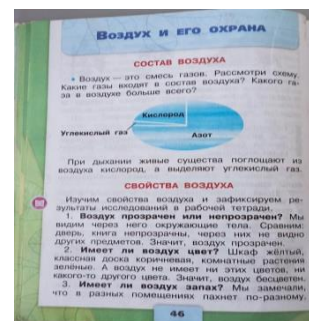 ВОЗДУХ И ЕГО ОХРАНА
СОСТАВ ВОЗДУХА
• Воздух — это смесь газов. Рассмотри схему.
Какие газы входят в состав воздуха? Какого га-
за в воздухе больше всего?
Кислород
Углекислый газ
Азот
При дыхании живые существа поглощают из
воздуха кислород, а выделяют углекислый газ.
СВОЙСТВА ВОЗДУХА
Изучим свойства воздуха и зафиксируем ре-
зультаты исследований в рабочей тетради.
1. Воздух прозрачен или непрозрачен? Мы
видим через него окружающие тела. Сравним:
дверь, книга непрозрачны, через них не видно
других предметов. Значит, воздух прозрачен.
2. Имеет ли воздух цвет? Шкаф жёлтый,
классная доска коричневая, комнатные растения
зелёные. А воздух не имеет ни этих цветов, ни
какого-то другого цвета. Значит, воздух бесцветен.
3. Имеет ли воздух запах? Мы замечали,
что в разных помещениях пахнет по-разному.
46